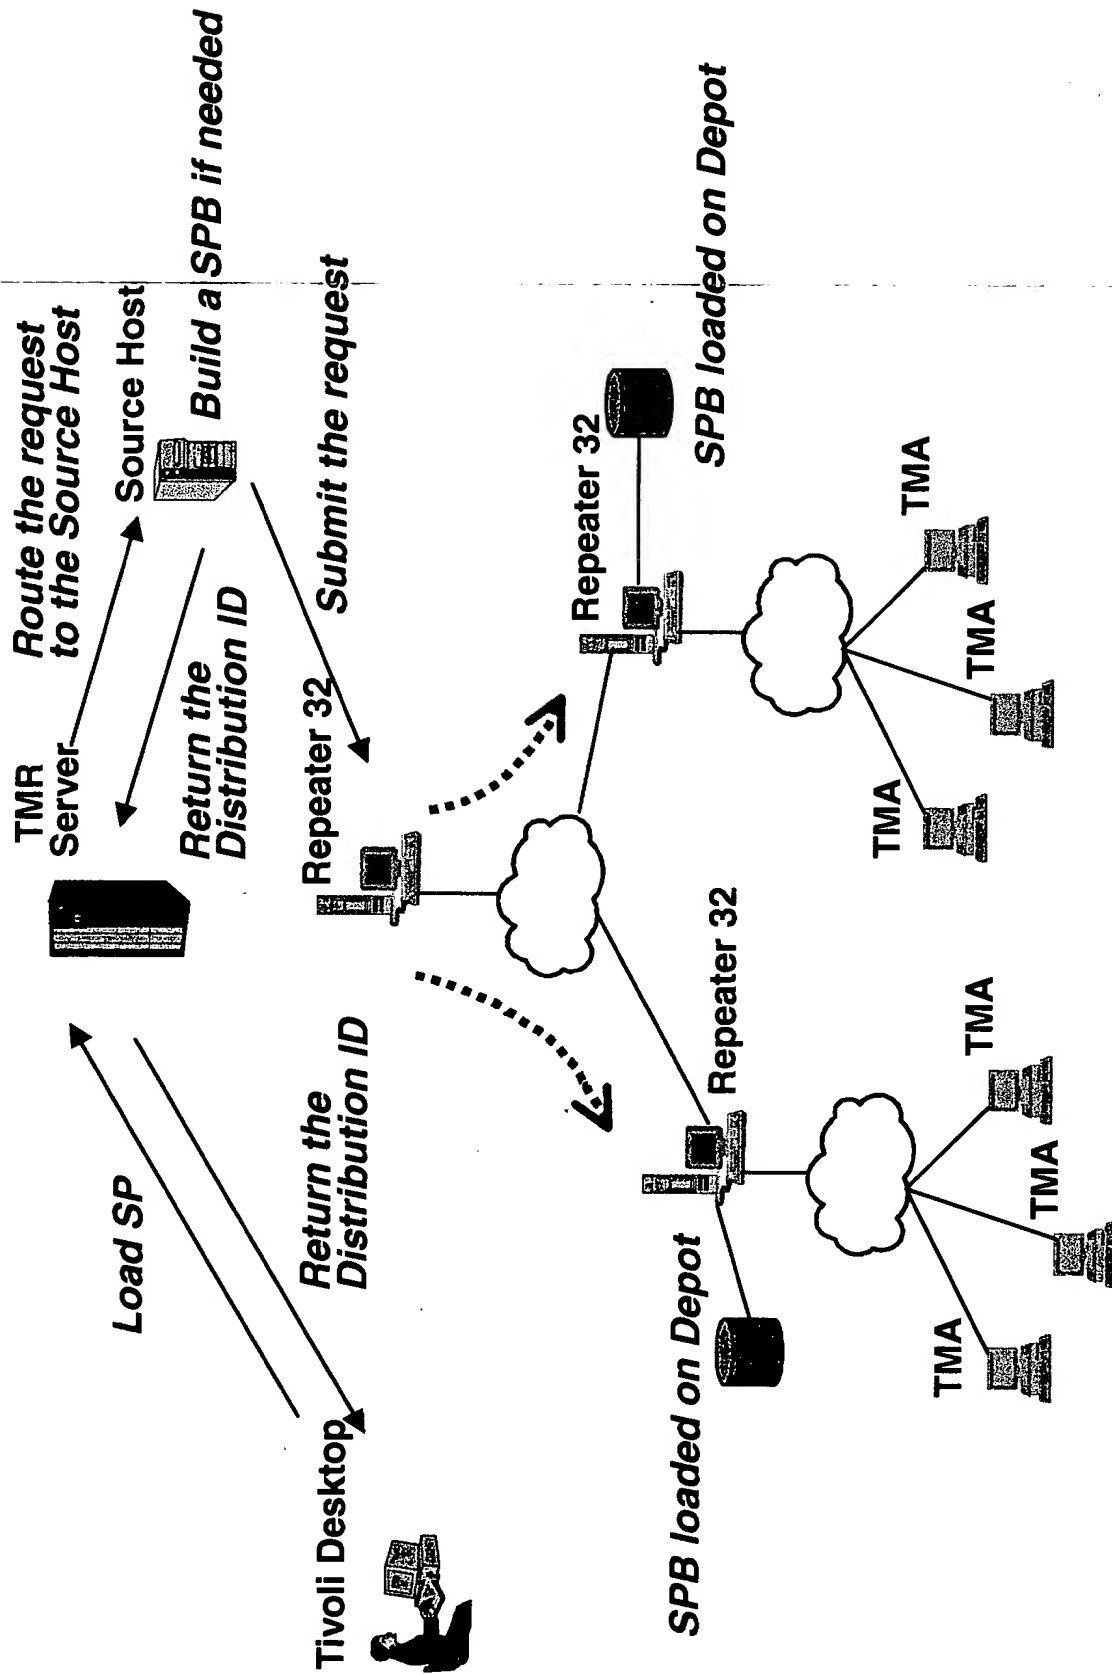 Tivoli Desktop
Load SP
Return the
Distribution ID
TMR
Server
Route the request
to the Source Host
Source Host
Build a SPB if needed
Return the
Distribution ID
Submit the request
Repeater 32
Repeater 32
SPB loaded on Depot
TMA
TMA
TMA
Repeater 32
SPB loaded on Depot
TMA
TMA
TMA